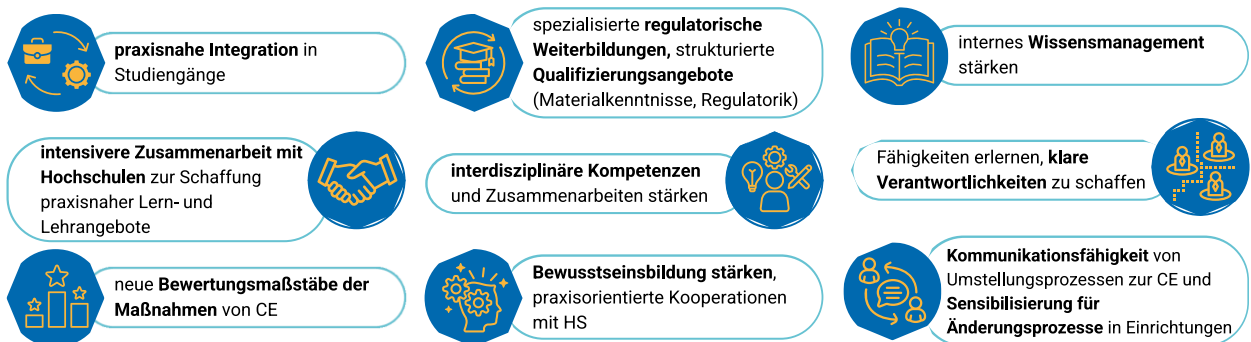 praxisnahe Integration in
Studiengänge
spezialisierte regulatorische
Weiterbildungen, strukturierte
Qualifizierungsangebote
(Materialkenntnisse, Regulatorik)
internes Wissensmanagement
stärken
intensivere Zusammenarbeit mit
Hochschulen zur Schaffung
praxisnaher Lern- und
Lehrangebote
interdisziplinäre Kompetenzen
und Zusammenarbeiten stärken
Fähigkeiten erlernen, klare
Verantwortlichkeiten zu schaffen
neue Bewertungsmaßstäbe der
Maßnahmen von CE
Bewusstseinsbildung stärken,
praxisorientierte Kooperationen
mit HS
Kommunikationsfähigkeit von
Umstellungsprozessen zur CE und
Sensibilisierung für
Änderungsprozesse in Einrichtungen